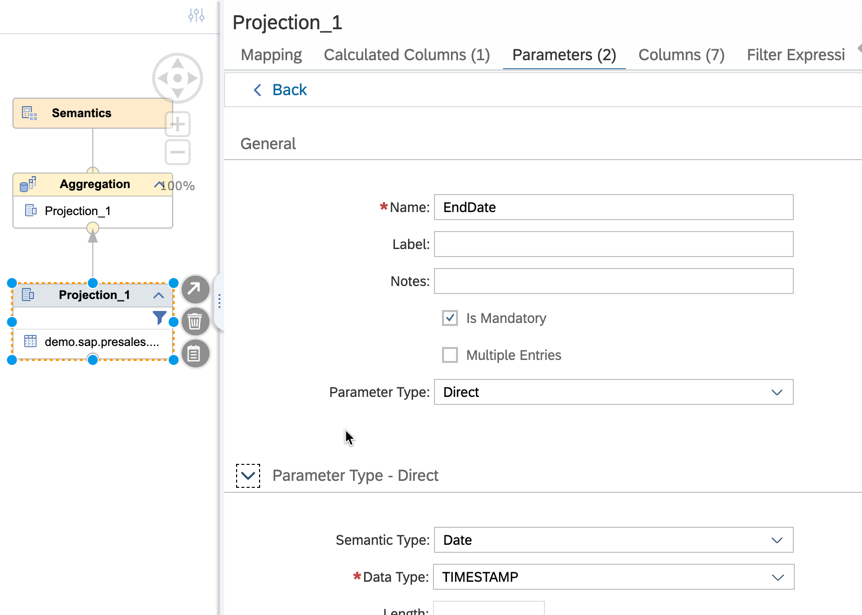 Projection_1
Mapping Calculated Columns (1) Parameters (2) Columns (7) Filter Expressi
Back
Semantics
Aggregation
100%
Projection_1
Projection_1
demo.sap.presales....
General
*Name: EndDate
Label:
Notes:
Is Mandatory
Multiple Entries
Parameter Type: Direct
Parameter Type - Direct
Semantic Type: Date
*Data Type: TIMESTAMP
Length: